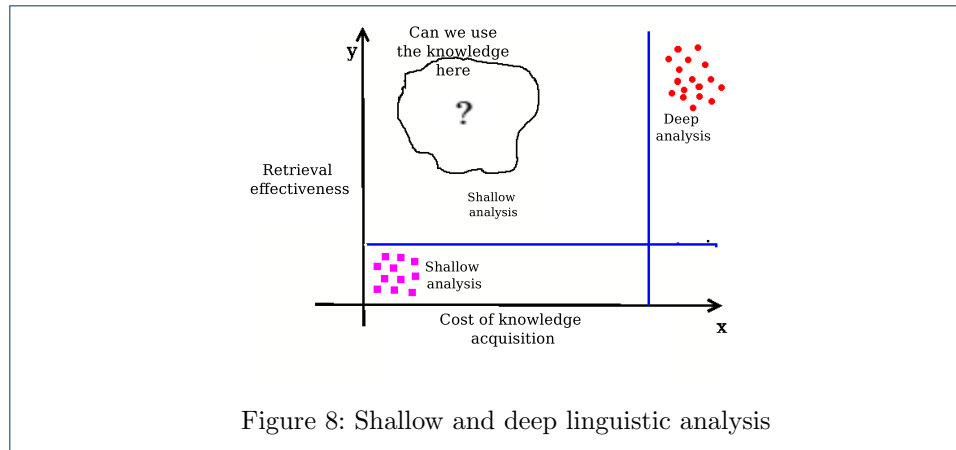 Can we use
the knowledge
here
y
?
Deep
analysis
Retrieval
effectiveness
Shallow
analysis
Shallow
analysis
Cost of knowledge
acquisition
x
Figure 8: Shallow and deep linguistic analysis